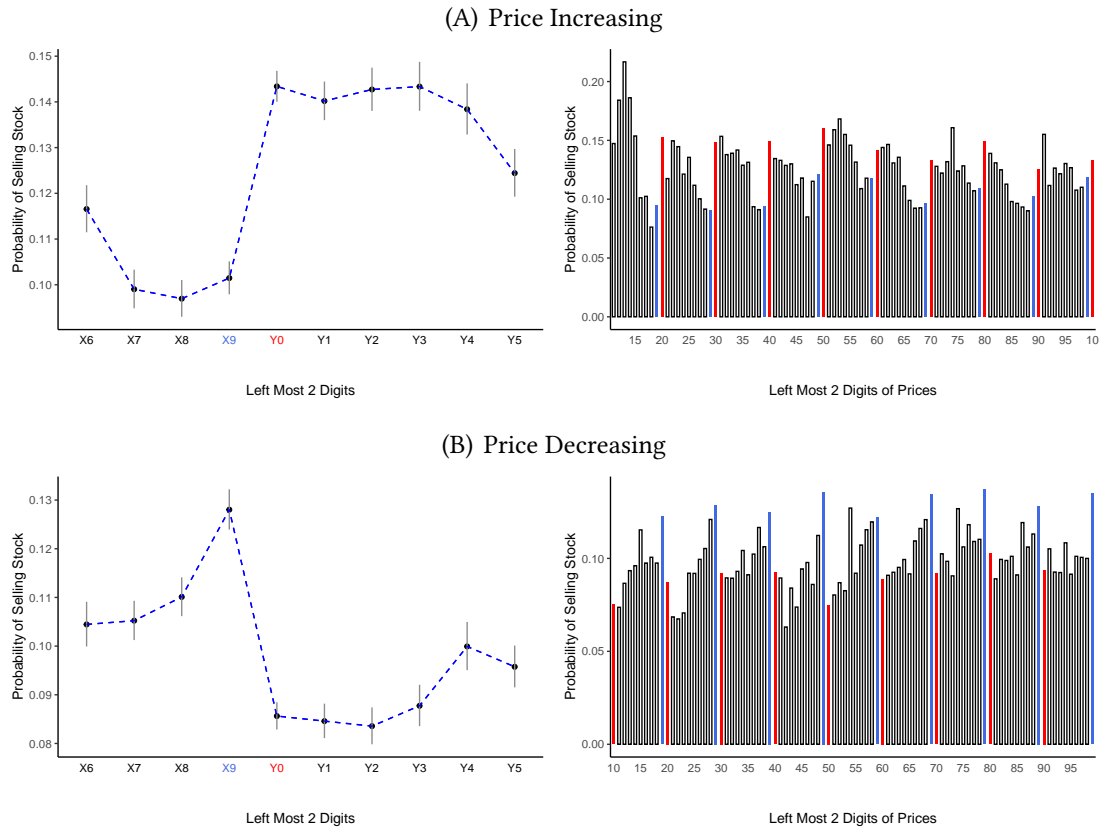 (A) Price Increasing
Probability of Selling Stock
0.15
0.14
0.13
0.12
0.11
0.10
X6 X7 X8 X9 Y0 Y1 Y2 Y3 Y4 Y5
Left Most 2 Digits
Probability of Selling Stock
0.20
0.15
0.10
0.05
0.00
15 20 25 30 35 40 45 50 55 60 65 70 75 80 85 90 95 10
Left Most 2 Digits of Prices
(B) Price Decreasing
Probability of Selling Stock
0.13
0.12
0.11
0.10
0.09
0.08
X6 X7 X8 X9 Y0 Y1 Y2 Y3 Y4 Y5
Left Most 2 Digits
Probability of Selling Stock
0.10
0.05
0.00
10 15 20 25 30 35 40 45 50 55 60 65 70 75 80 85 90 95
Left Most 2 Digits of Prices